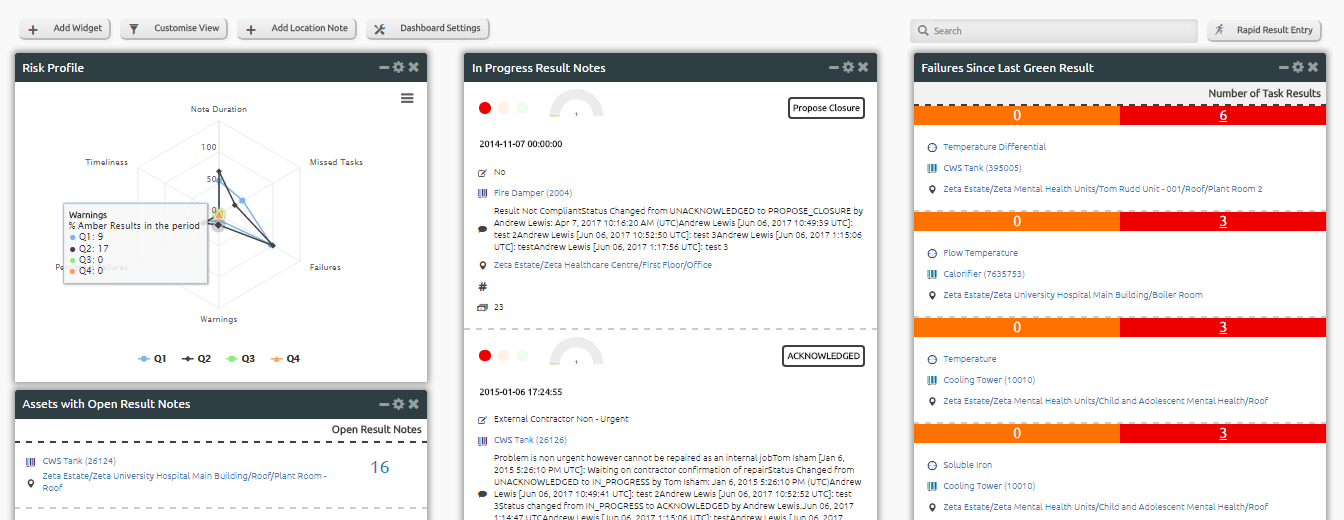 Add Widget
Customise View
Add Location Note
Dashboard Settings
Search
Rapid Result Entry
Risk Profile
Note Duration
100
Timeliness
Missed Tasks
50
0
Warnings
% Amber Results in the period
Q1: 9
Q2: 17
Q3: 0
Q4: 0
Failures
Warnings
Q1
Q2
Q3
Q4
Assets with Open Result Notes
Open Result Notes
CWS Tank (26124)
16
Zeta Estate/Zeta University Hospital Main Building/Roof/Plant Room -
Roof
In Progress Result Notes
1
Propose Closure
2014-11-07 00:00:00
No
Fire Damper (2004)
Result Not CompliantStatus Changed from UNACKNOWLEDGED to PROPOSE_CLOSURE by
Andrew Lewis: Apr 7, 2017 10:16:20 AM (UTC)Andrew Lewis [Jun 06, 2017 10:49:39 UTC]:
test 2Andrew Lewis [Jun 06, 2017 10:52:50 UTC]: test 3Andrew Lewis [Jun 06, 2017 1:15:06
UTC]: testAndrew Lewis [Jun 06, 2017 1:17:56 UTC]: test 3
Zeta Estate/Zeta Healthcare Centre/First Floor/Office
#
23
1
ACKNOWLEDGED
2015-01-06 17:24:55
External Contractor Non - Urgent
CWS Tank (26126)
Problem is non urgent however cannot be repaired as an internal jobTom Isham [Jan 6,
2015 5:26:10 PM UTC]: Waiting on contractor confirmation of repairStatus Changed from
UNACKNOWLEDGED to IN_PROGRESS by Tom Isham: Jan 6, 2015 5:26:10 PM (UTC)Andrew
Lewis [Jun 06, 2017 10:49:41 UTC]: test 2Andrew Lewis [Jun 06, 2017 10:52:52 UTC]: test
3Status changed from IN_PROGRESS to ACKNOWLEDGED by Andrew Lewis.Jun 06, 2017
1:14:47 UTCAndrew Lewis [Jun 06, 2017 1:15:06 UTC]: testAndrew Lewis [Jun 06, 2017
Failures Since Last Green Result
Number of Task Results
0 6
Temperature Differential
CWS Tank (395005)
Zeta Estate/Zeta Mental Health Units/Tom Rudd Unit - 001/Roof/Plant Room 2
0 3
Flow Temperature
Calorifier (7635753)
Zeta Estate/Zeta University Hospital Main Building/Boiler Room
0 3
Temperature
Cooling Tower (10010)
Zeta Estate/Zeta Mental Health Units/Child and Adolescent Mental Health/Roof
0 3
Soluble Iron
Cooling Tower (10010)
Zeta Estate/Zeta Mental Health Units/Child and Adolescent Mental Health/Roof